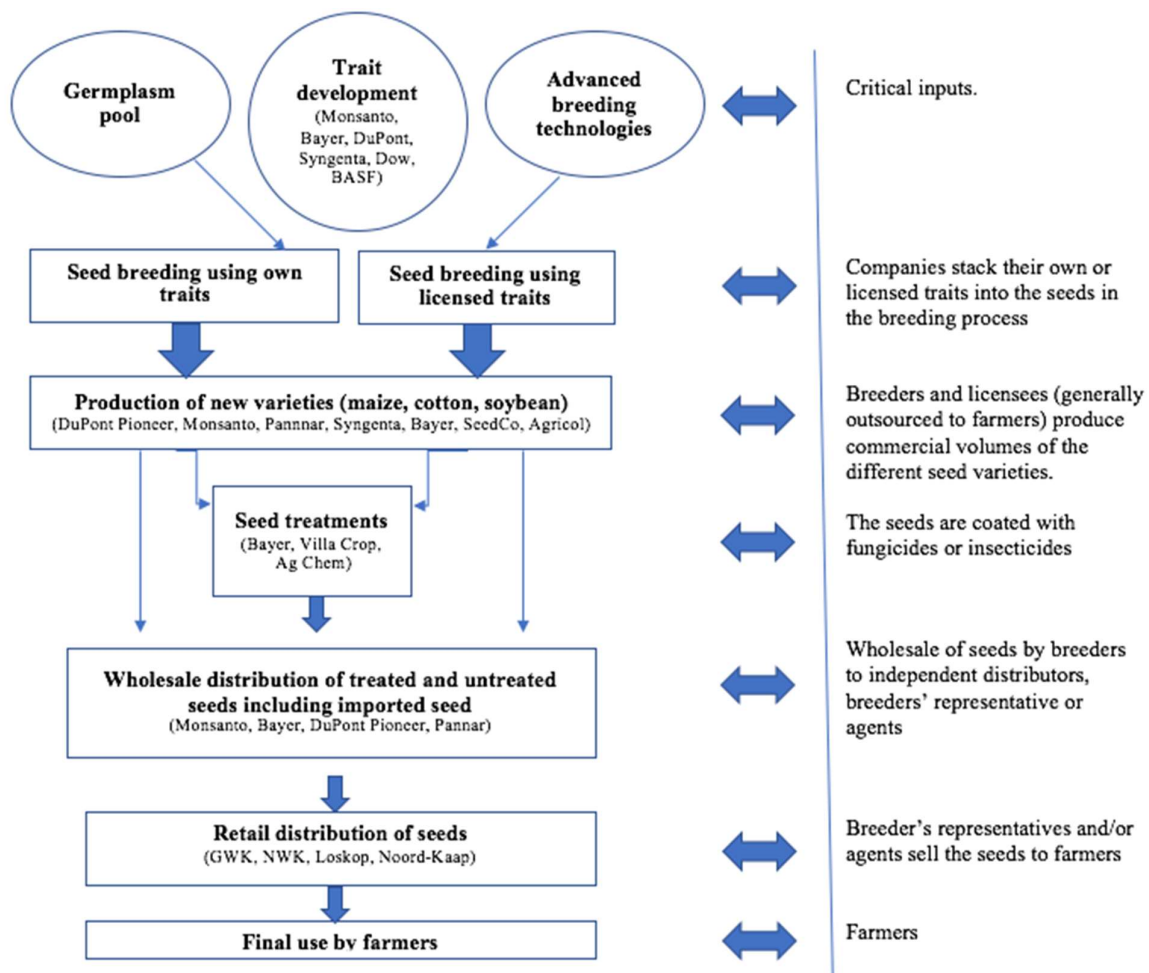 Germplasm
pool
Trait
development
(Monsanto,
Bayer, DuPont,
Syngenta, Dow,
BASF)
Advanced
breeding
technologies
Critical inputs.
Seed breeding using own
traits
Seed breeding using
licensed traits
Companies stack their own or
licensed traits into the seeds in
the breeding process
Production of new varieties (maize, cotton, soybean)
(DuPont Pioneer, Monsanto, Pannnar, Syngenta, Bayer, SeedCo, Agricol)
Breeders and licensees (generally
outsourced to farmers) produce
commercial volumes of the
different seed varieties.
Seed treatments
(Bayer, Villa Crop,
Ag Chem)
The seeds are coated with
fungicides or insecticides
Wholesale distribution of treated and untreated
seeds including imported seed
(Monsanto, Bayer, DuPont Pioneer, Pannar)
Wholesale of seeds by breeders
to independent distributors,
breeders' representative or
agents
Retail distribution of seeds
(GWK, NWK, Loskop, Noord-Kaap)
Breeder's representatives and/or
agents sell the seeds to farmers
Final use by farmers
Farmers